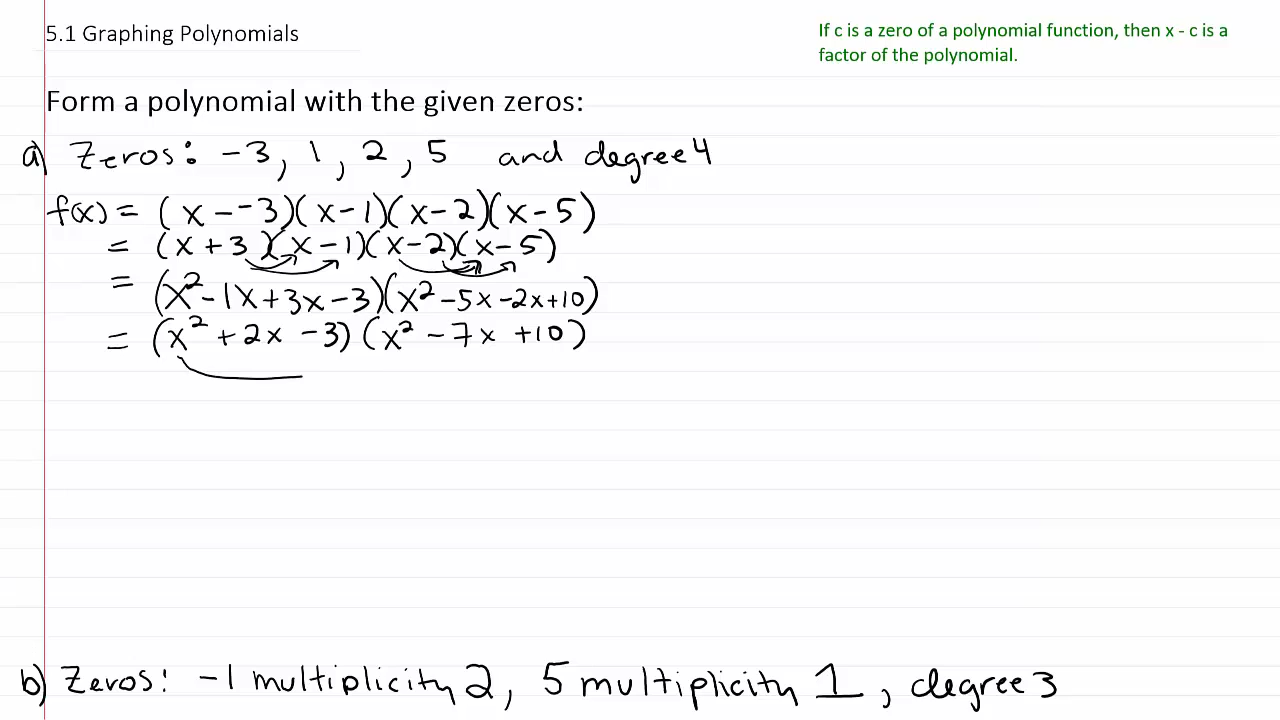 5.1 Graphing Polynomials
If c is a zero of a polynomial function, then x - c is a
factor of the polynomial.
Form a polynomial with the given zeros:
a) Zeros: -3, 1, 2, 5 and degree 4
f(x) = (x - -3)(x-1)(x-2)(x-5)
= (x+3)(x-1)(x-2)(x-5)
= (x² -1x+3x-3)(x² -5x-2x+10)
= (x² +2x -3)(x² -7x +10)
b) Zeros: -1 multiplicity 2, 5 multiplicity 1, degree 3